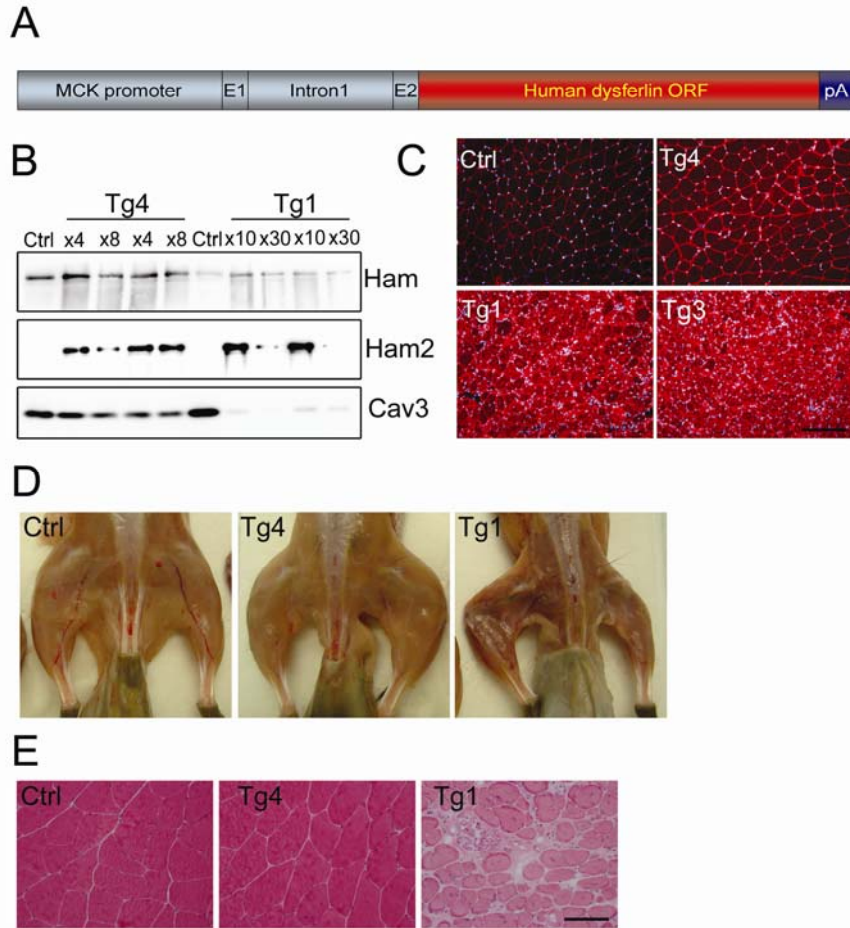 A
MCK promoter E1 Intron1 E2 Human dysferlin ORF pA
B
Tg4 Tg1
Ctrl x4 x8 x4 x8 Ctrl x10 x30 x10 x30
Ham
Ham2
Cav3
C
Ctrl Tg4
Tg1 Tg3
D
Ctrl Tg4 Tg1
E
Ctrl Tg4 Tg1